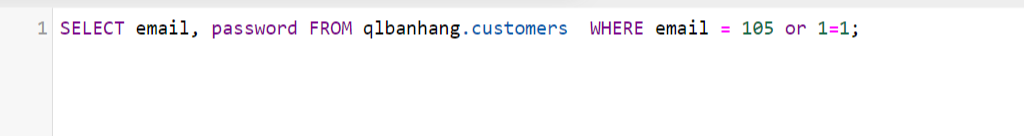 1 SELECT email, password FROM qlbanhang.customers  WHERE email = 105 or 1=1;